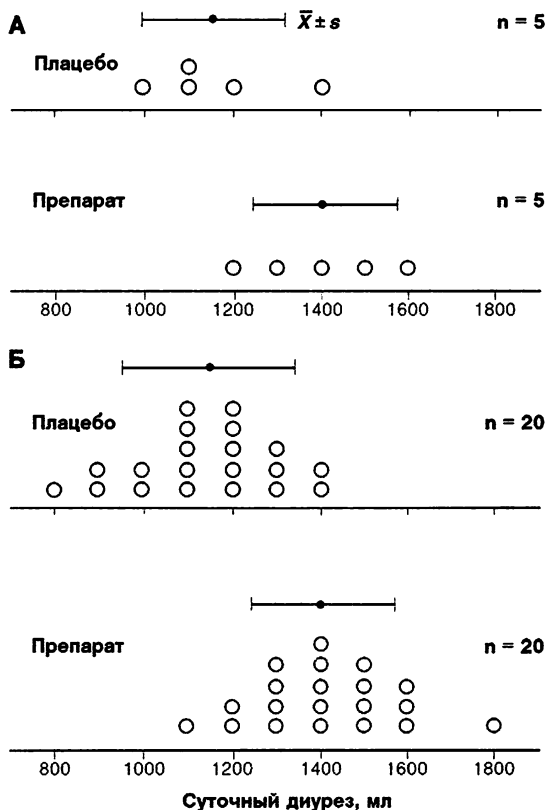 А
X̄ ± s
n = 5
Плацебо
Препарат
n = 5
800 1000 1200 1400 1600 1800
Б
Плацебо
n = 20
Препарат
n = 20
800 1000 1200 1400 1600 1800
Суточный диурез, мл